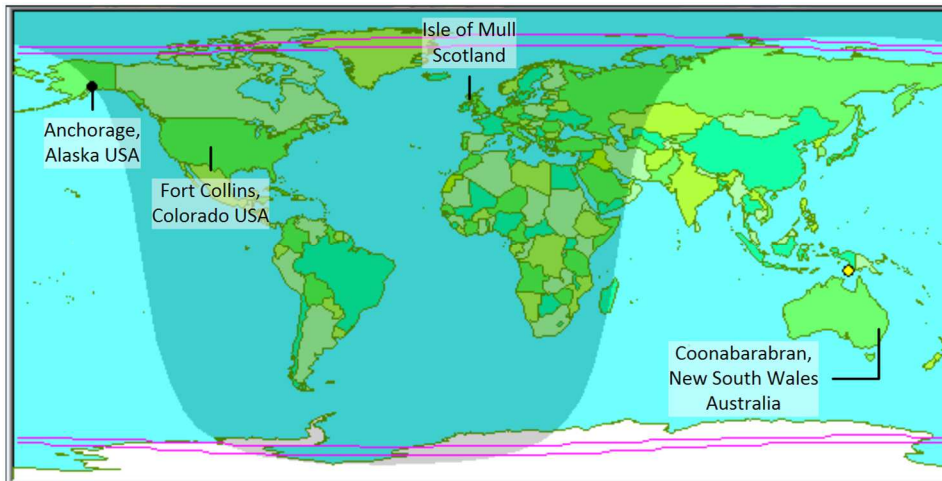 Isle of Mull
Scotland
Anchorage,
Alaska USA
Fort Collins,
Colorado USA
Coonabarabran,
New South Wales
Australia